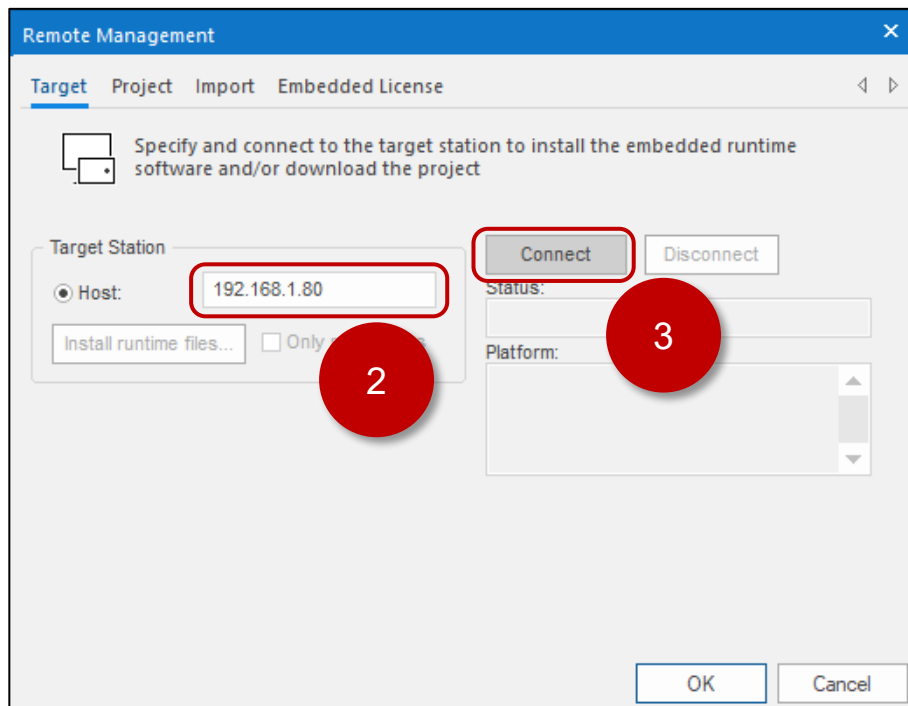 Remote Management
Target Project Import Embedded License
Specify and connect to the target station to install the embedded runtime
software and/or download the project
Target Station
Connect Disconnect
Host: 192.168.1.80
Status:
Install runtime files... Only
3
Platform:
2
OK Cancel